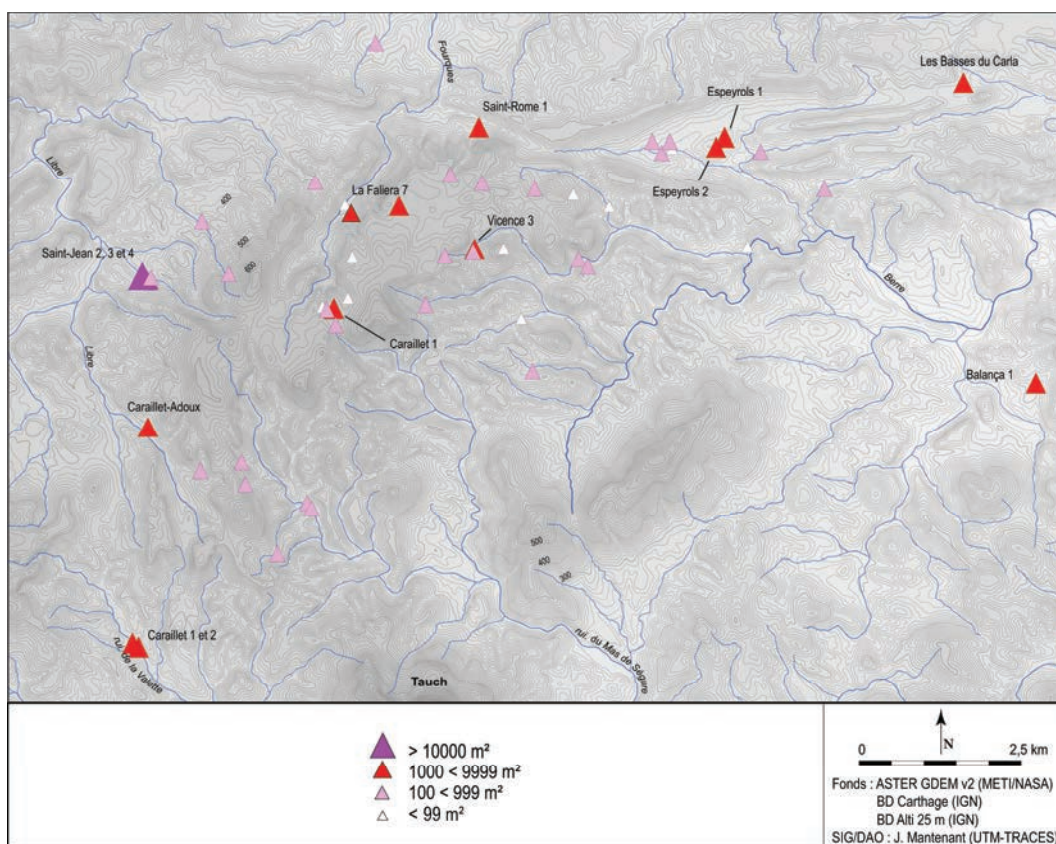 Les Basses du Carla
Fourques
Espeyrols 1
Saint-Rome 1
Libre
Espeyrols 2
La Faliera 7
400
Vicence 3
500
Saint-Jean 2, 3 et 4
600
Berre
Libre
Caraillet 1
Balança 1
Caraillet-Adoux
500
400
300
Caraillet 1 et 2
rui. de la Valette
rui. du Mas de Ségure
Tauch
> 10000 m²
1000 < 9999 m²
100 < 999 m²
< 99 m²
N
0 2,5 km
Fonds : ASTER GDEM v2 (METI/NASA)
BD Carthage (IGN)
BD Alti 25 m (IGN)
SIG/DAO : J. Mantenant (UTM-TRACES)